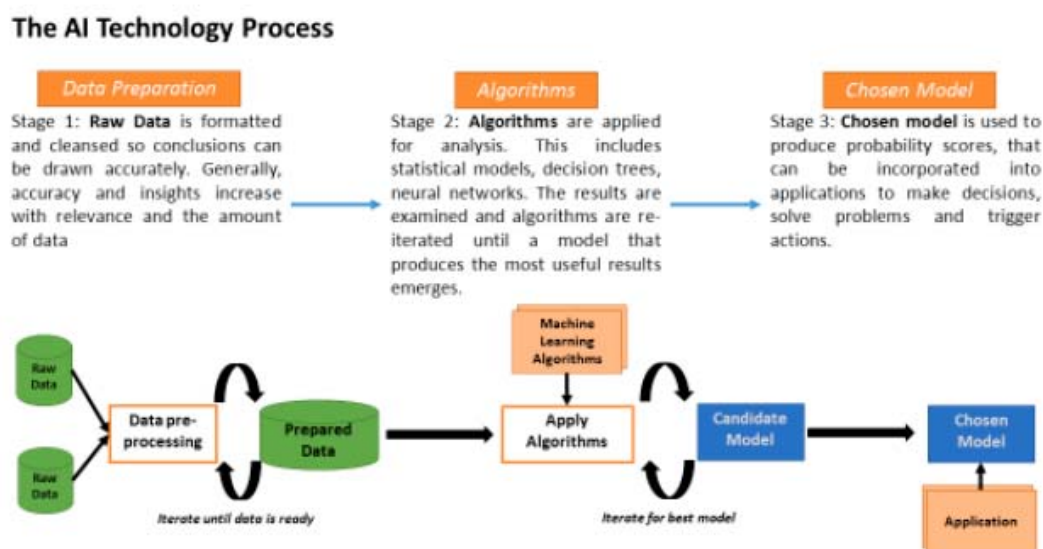 The AI Technology Process
Data Preparation
Stage 1: Raw Data is formatted
and cleansed so conclusions can
be drawn accurately. Generally,
accuracy and insights increase
with relevance and the amount
of data
Algorithms
Stage 2: Algorithms are applied
for analysis. This includes
statistical models, decision trees,
neural networks. The results are
examined and algorithms are re-
iterated until a model that
produces the most useful results
emerges.
Chosen Model
Stage 3: Chosen model is used to
produce probability scores, that
can be incorporated into
applications to make decisions,
solve problems and trigger
actions.
Raw
Data
Raw
Data
Data pre-
processing
Prepared
Data
Iterate until data is ready
Machine
Learning
Algorithms
Apply
Algorithms
Candidate
Model
Iterate for best model
Chosen
Model
Application